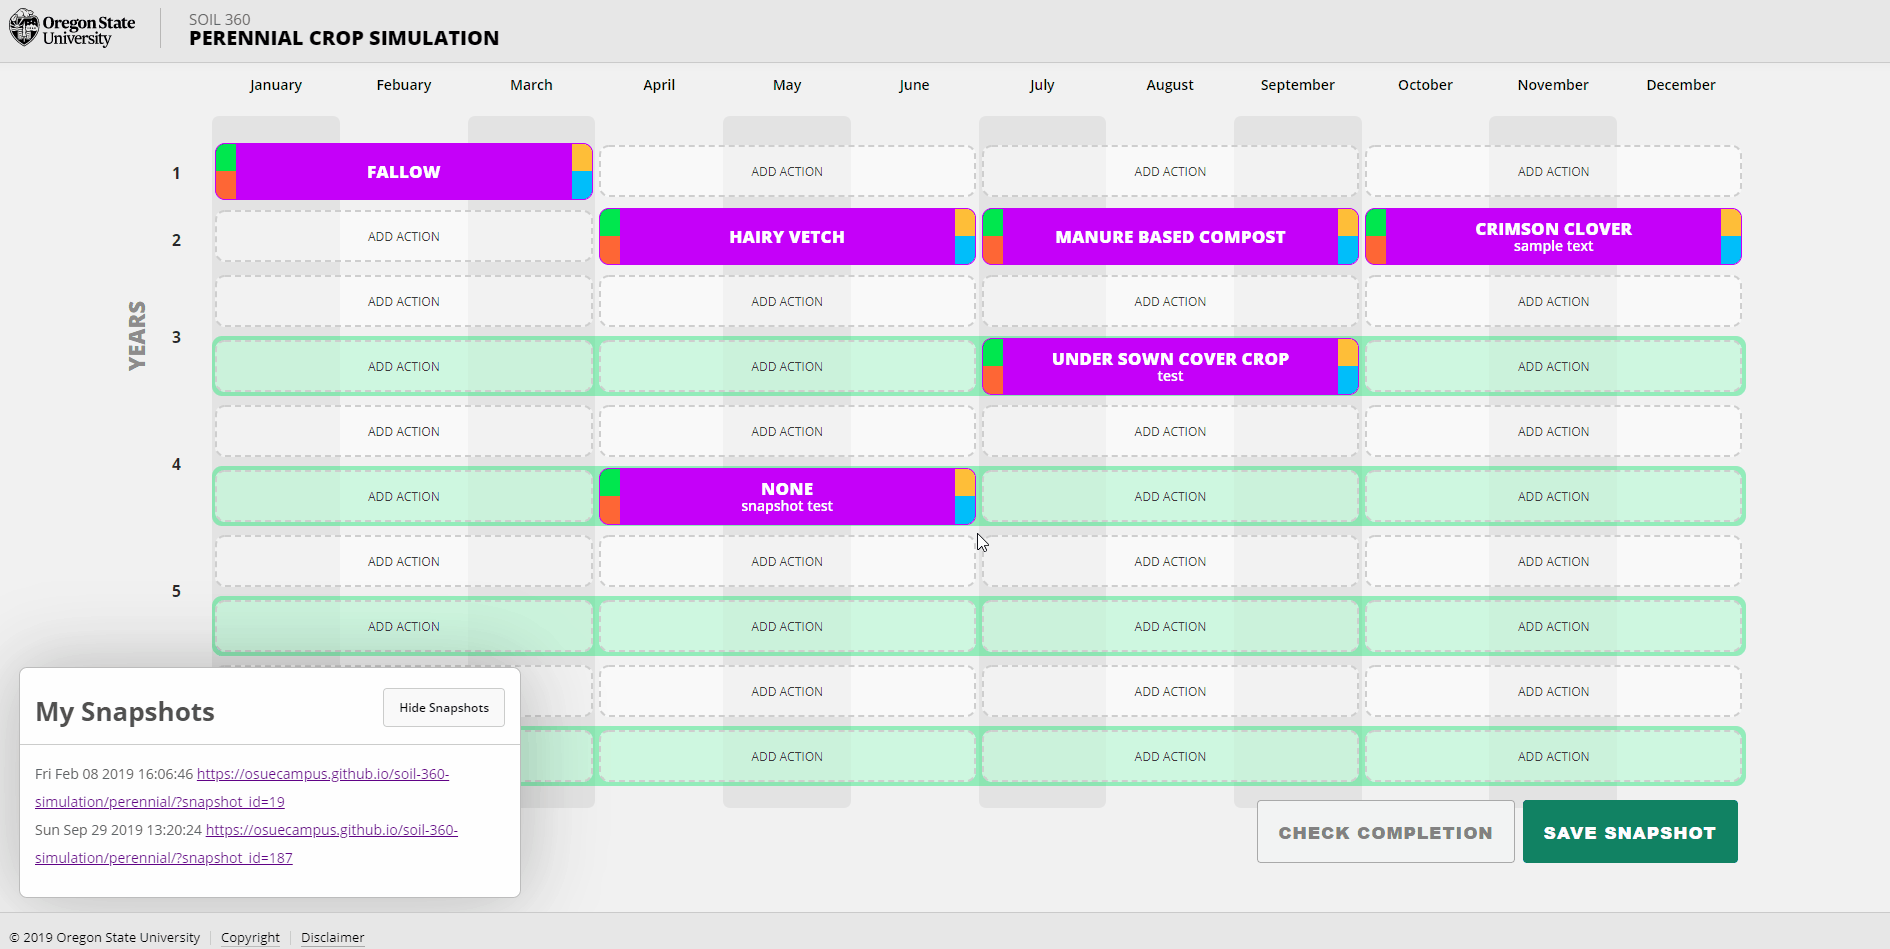 Oregon State
University
SOIL 360
PERENNIAL CROP SIMULATION
January Febuary March April May June July August September October November December
YEARS
1
FALLOW ADD ACTION ADD ACTION ADD ACTION
2
ADD ACTION HAIRY VETCH MANURE BASED COMPOST CRIMSON CLOVER
sample text
3
ADD ACTION ADD ACTION ADD ACTION ADD ACTION
ADD ACTION ADD ACTION UNDER SOWN COVER CROP ADD ACTION
test
4
ADD ACTION ADD ACTION ADD ACTION ADD ACTION
ADD ACTION NONE ADD ACTION ADD ACTION
snapshot test
5
ADD ACTION ADD ACTION ADD ACTION ADD ACTION
ADD ACTION ADD ACTION ADD ACTION ADD ACTION
ADD ACTION ADD ACTION ADD ACTION
ADD ACTION ADD ACTION ADD ACTION
My Snapshots Hide Snapshots
Fri Feb 08 2019 16:06:46 https://osuecampus.github.io/soil-360-
simulation/perennial/?snapshot_id=19
Sun Sep 29 2019 13:20:24 https://osuecampus.github.io/soil-360-
simulation/perennial/?snapshot_id=187
CHECK COMPLETION SAVE SNAPSHOT
© 2019 Oregon State University Copyright Disclaimer